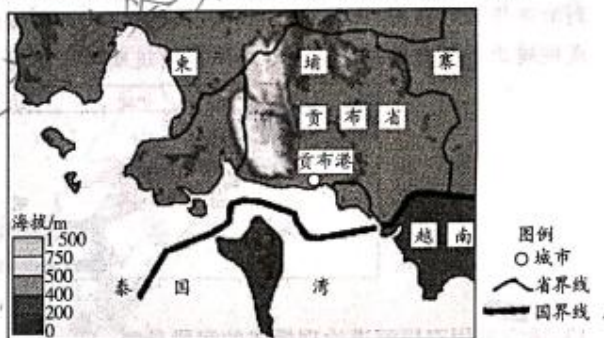 柬 埔 寨
贡 布 省
贡布港
海拔/m
1 500
750
500
400
200
0
越 南
泰 国 湾
图例
城市
省界线
国界线